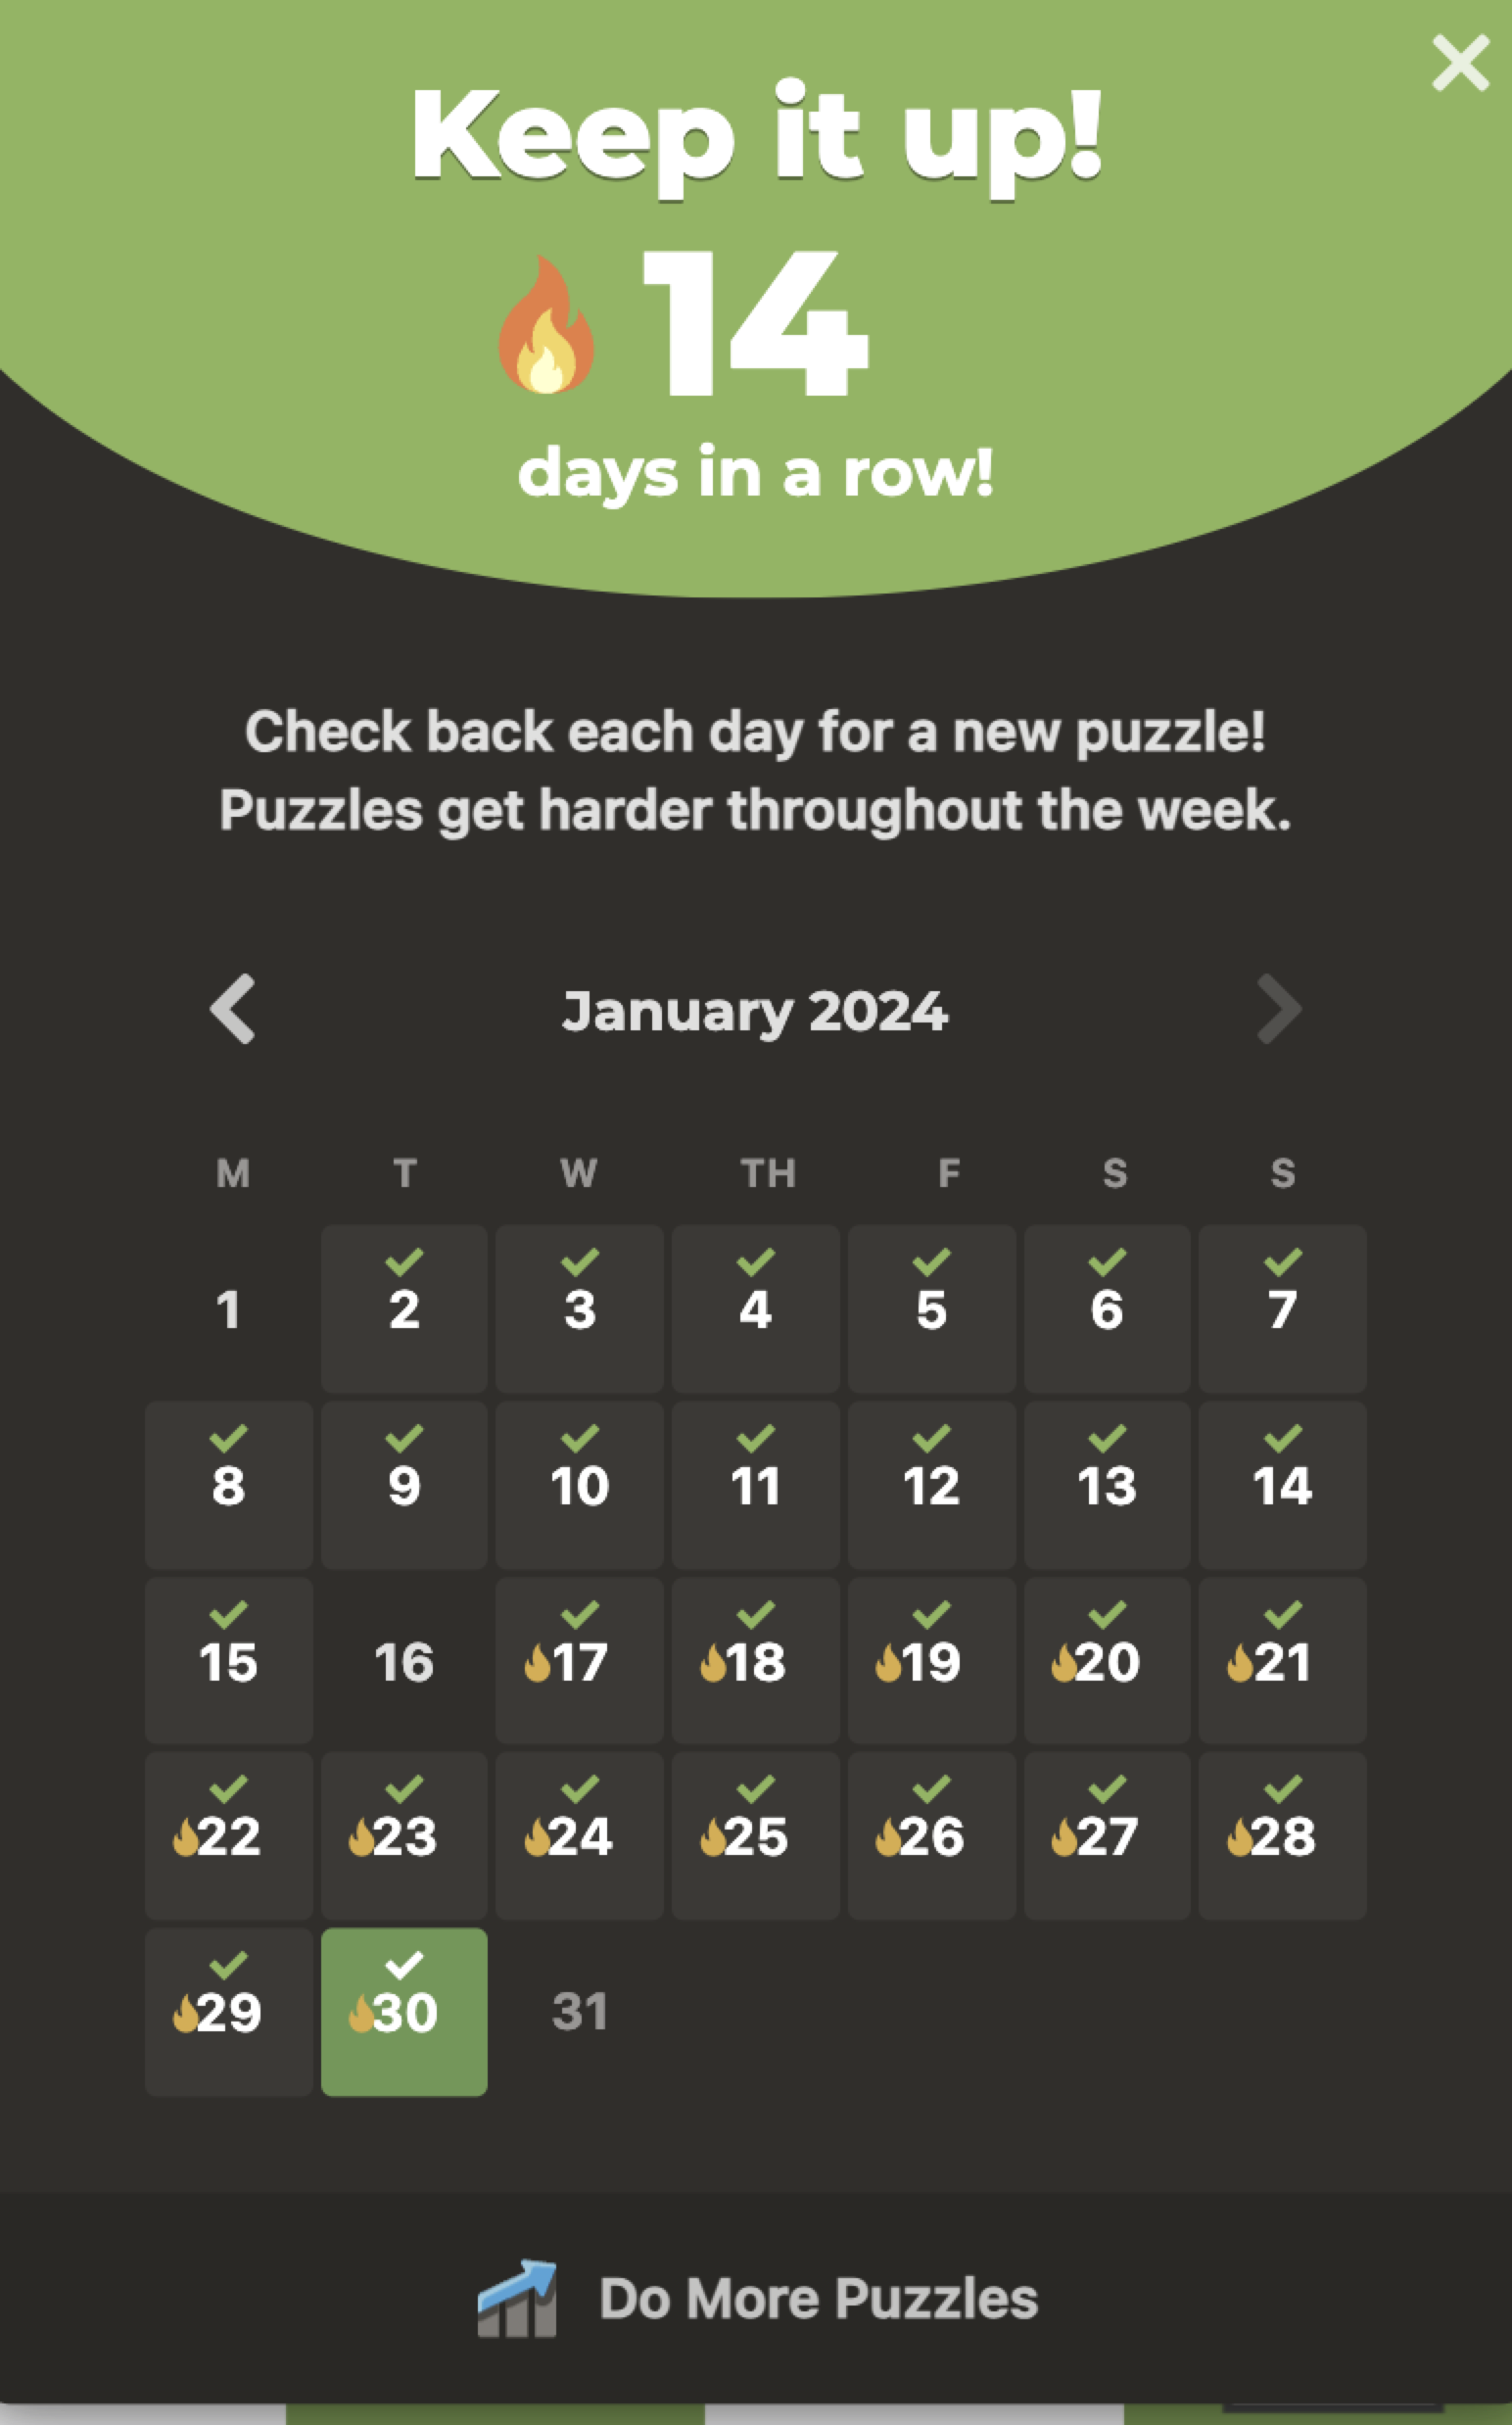 Keep it up!
14
days in a row!
Check back each day for a new puzzle!
Puzzles get harder throughout the week.
January 2024
M T W TH F S S
1 2 3 4 5 6 7
8 9 10 11 12 13 14
15 16 17 18 19 20 21
22 23 24 25 26 27 28
29 30 31
Do More Puzzles